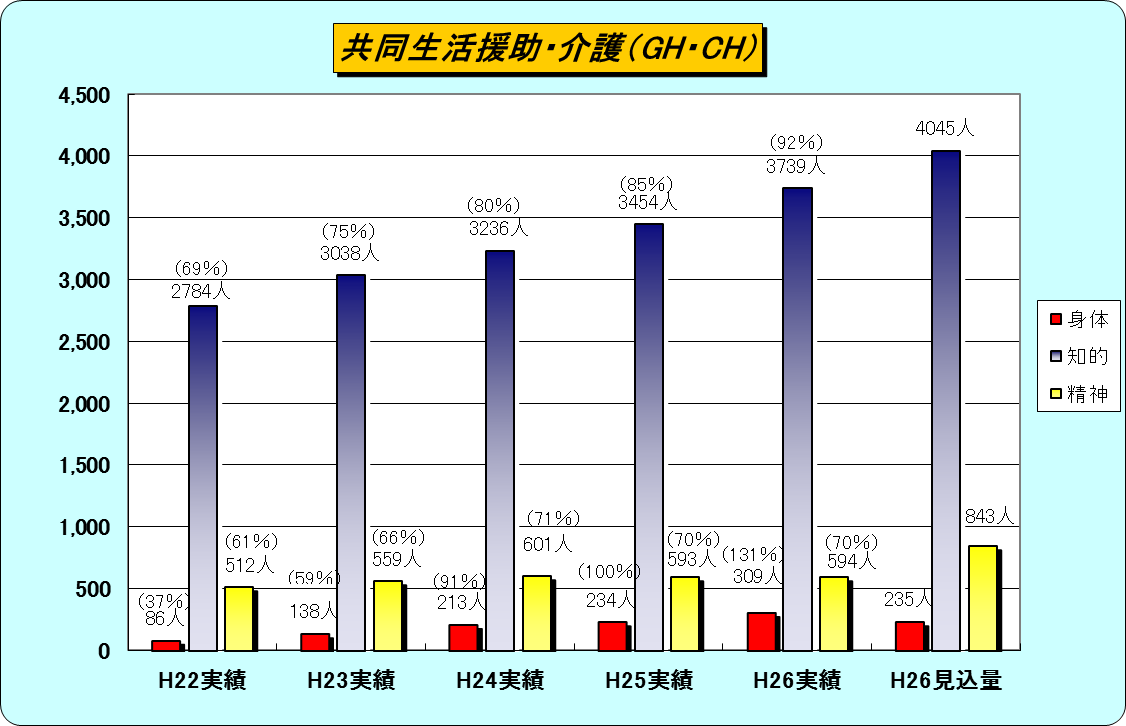 共同生活援助・介護（GH・CH）
4,500
4,000
3,500
3,000
2,500
2,000
1,500
1,000
500
0
(37%)
86人
(69%)
2784人
(61%)
512人
(59%)
138人
(75%)
3038人
(66%)
559人
(91%)
213人
(80%)
3236人
(71%)
601人
(100%)
234人
(85%)
3454人
(70%)
593人
(131%)
309人
(92%)
3739人
(70%)
594人
235人
4045人
843人
H22実績
H23実績
H24実績
H25実績
H26実績
H26見込量
身体
知的
精神